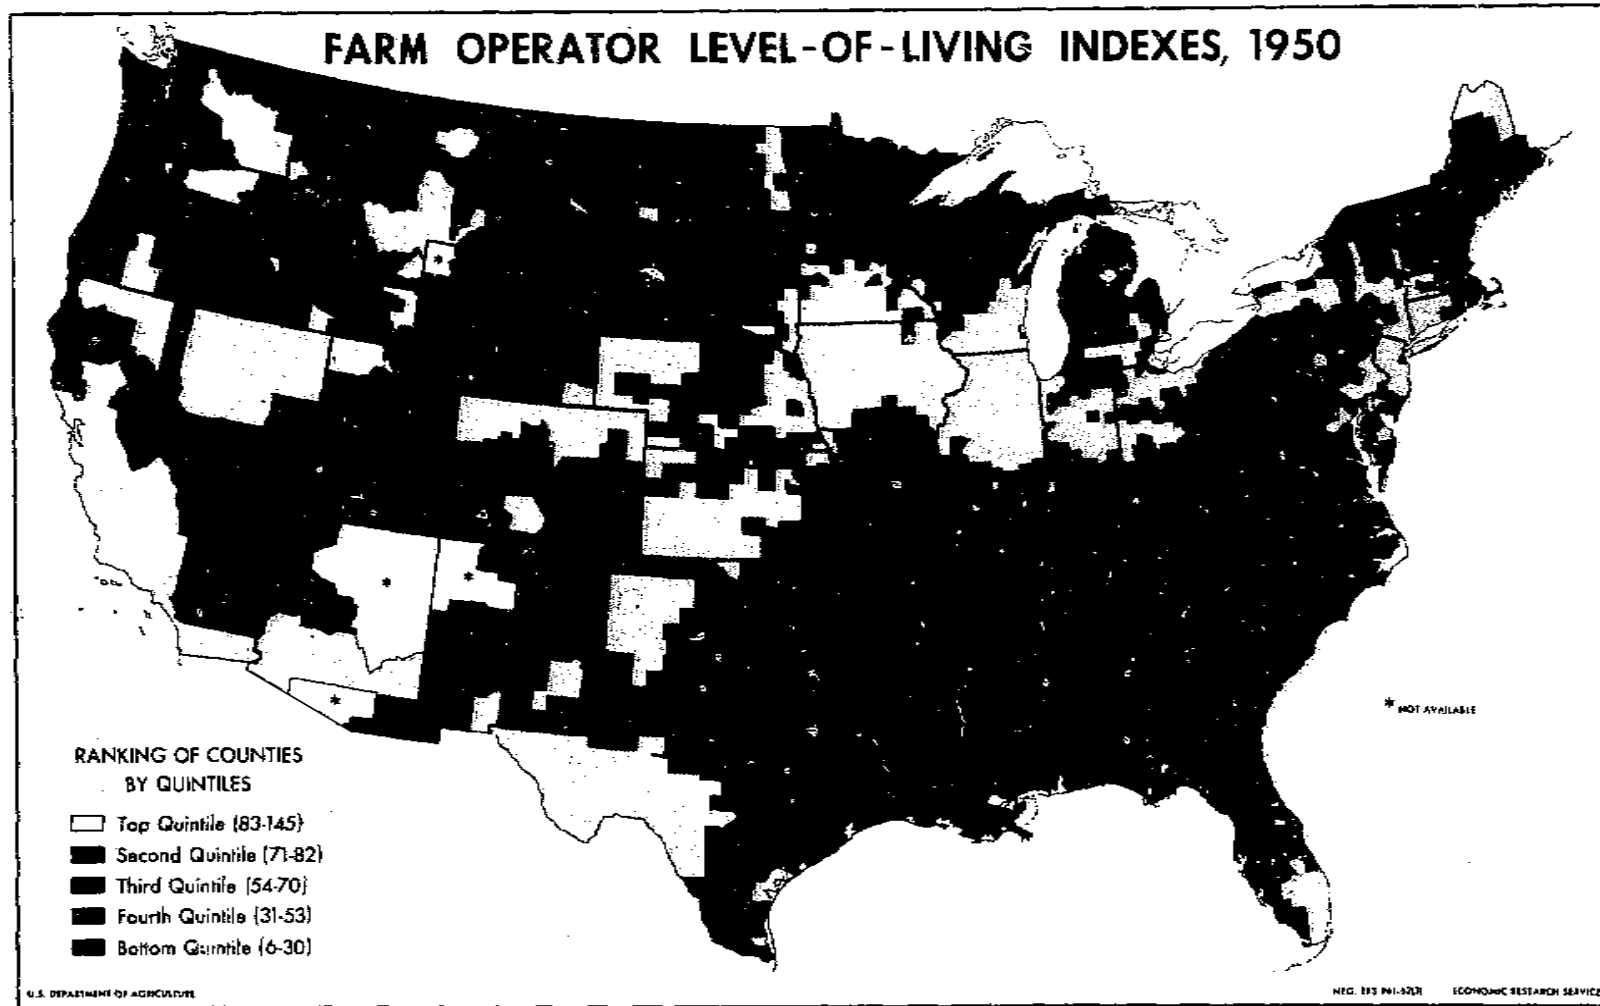 FARM OPERATOR LEVEL-OF-LIVING INDEXES, 1950
*
*
*
*
* NOT AVAILABLE
RANKING OF COUNTIES
BY QUINTILES
Top Quintile (83-145)
Second Quintile (71-82)
Third Quintile (54-70)
Fourth Quintile (31-53)
Bottom Quintile (6-30)
U.S. DEPARTMENT OF AGRICULTURE
NEG. ERS ECONOMIC RESEARCH SERVICE